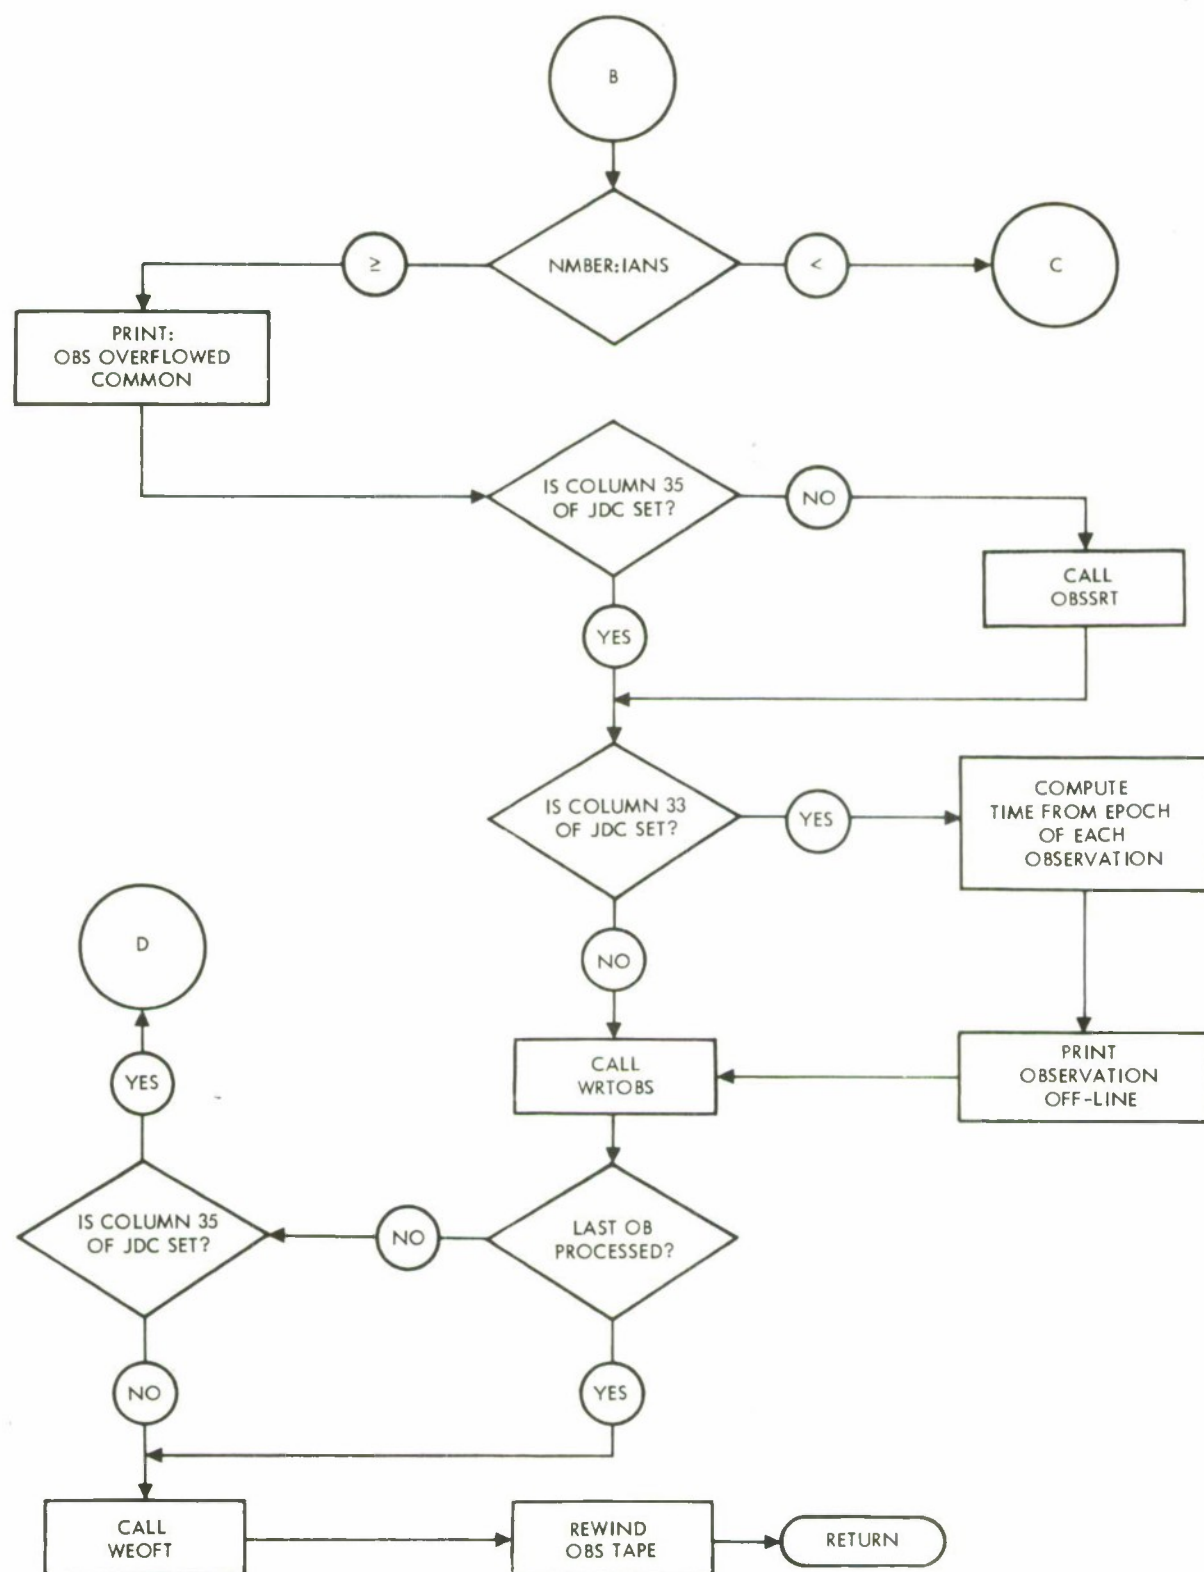 B
NMBER:IANS
≥
<
C
PRINT:
OBS OVERFLOWED
COMMON
IS COLUMN 35
OF JDC SET?
NO
CALL
OBSSRT
YES
IS COLUMN 33
OF JDC SET?
YES
COMPUTE
TIME FROM EPOCH
OF EACH
OBSERVATION
NO
D
YES
CALL
WRTOBS
PRINT
OBSERVATION
OFF-LINE
IS COLUMN 35
OF JDC SET?
NO
LAST OB
PROCESSED?
NO
YES
CALL
WEOFT
REWIND
OBS TAPE
RETURN